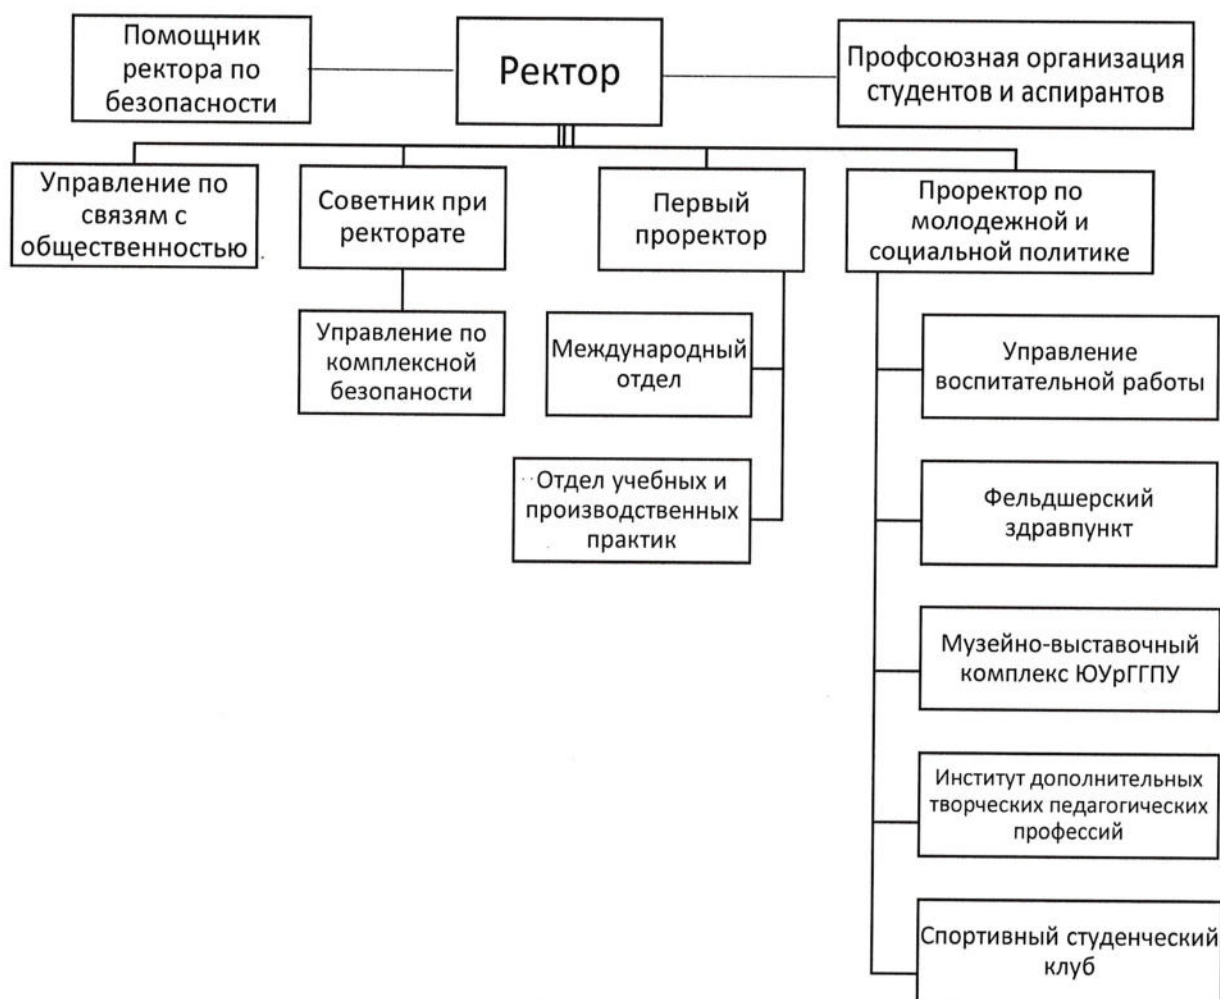 Помощник
ректора по
безопасности
Ректор
Профсоюзная организация
студентов и аспирантов
Управление по
связям с
общественностью
Советник при
ректорате
Первый
проректор
Проректор по
молодежной и
социальной политике
Управление по
комплексной
безопаности
Международный
отдел
Отдел учебных и
производственных
практик
Управление
воспитательной работы
Фельдшерский
здравпункт
Музейно-выставочный
комплекс ЮУрГГПУ
Институт дополнительных
творческих педагогических
профессий
Спортивный студенческий
клуб